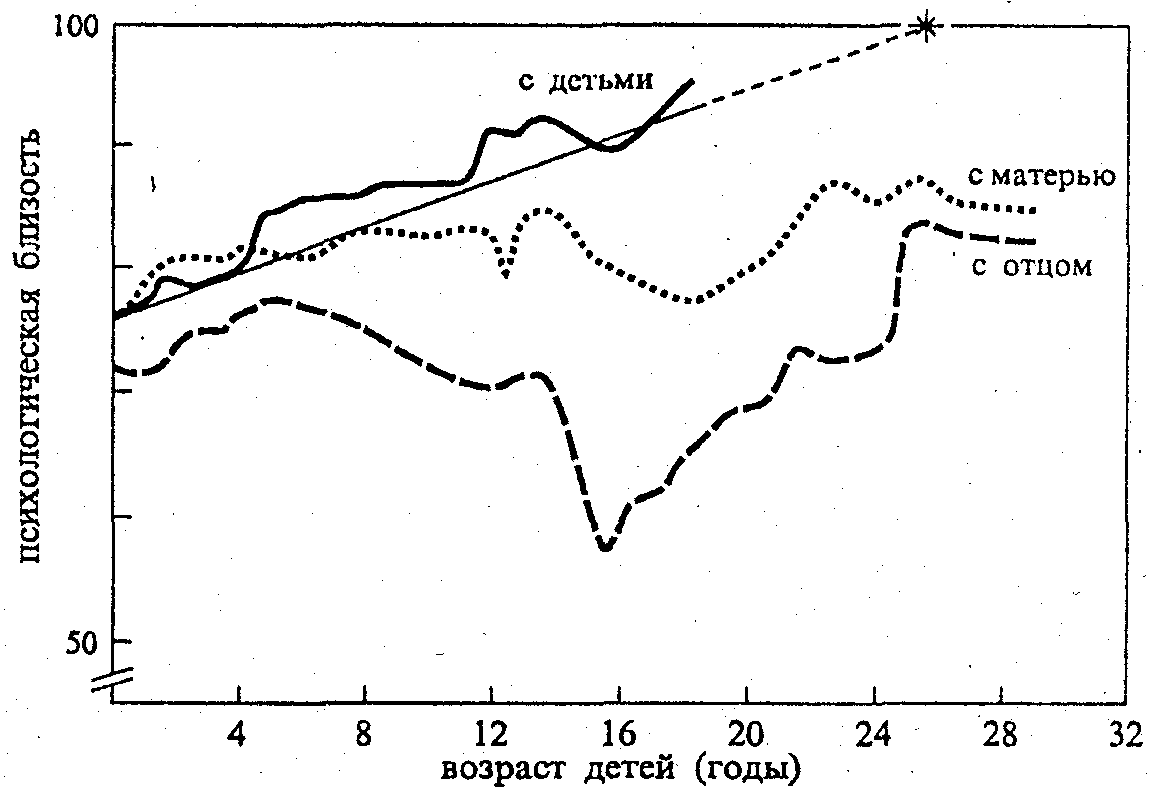 100
с детьми
с матерью
с отцом
психологическая близость
50
4 8 12 16 20 24 28 32
возраст детей (годы)